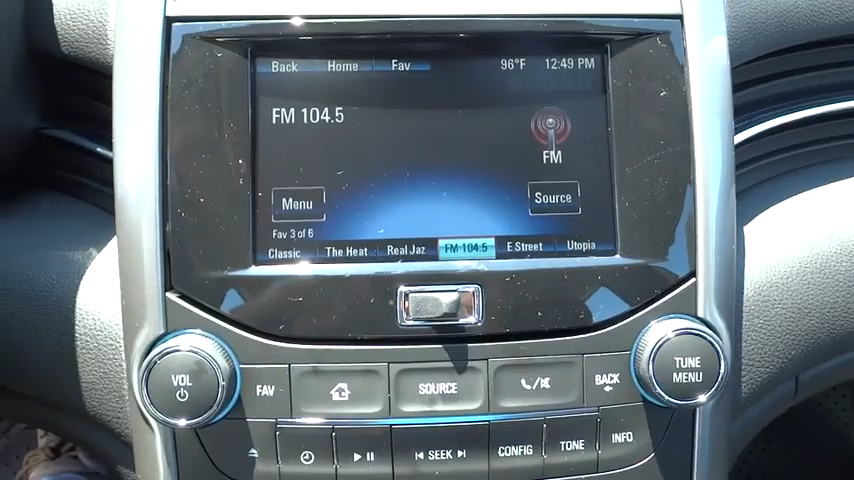 Back Home Fav 96°F 12:49 PM
FM 104.5
FM
Menu Source
Fav 3 of 6
Classic The Heat Real Jaz FM 104.5 E Street Utopia
VOL FAV SOURCE BACK TUNE
MENU
SEEK CONFIG TONE INFO